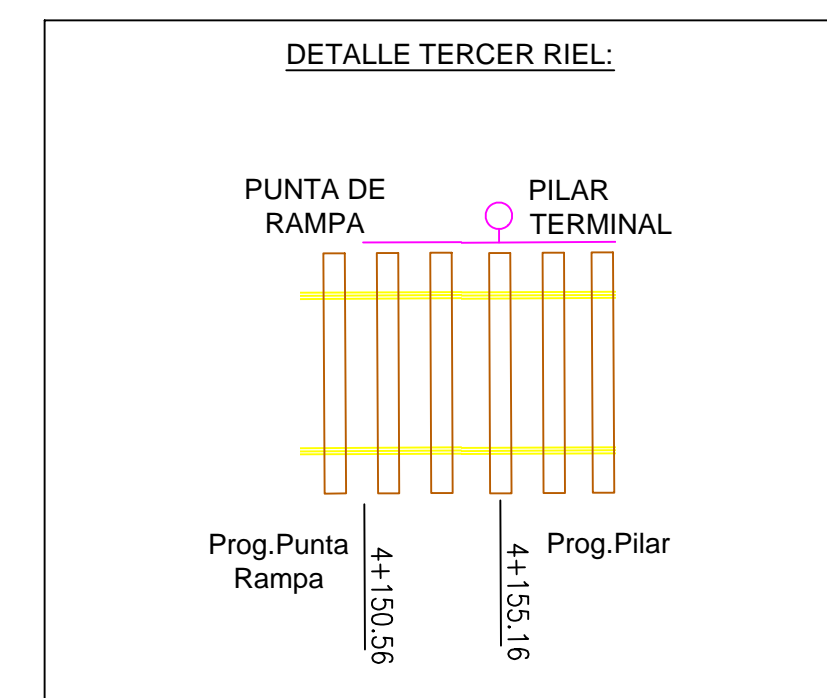 DETALLE TERCER RIEL:
PUNTA DE
RAMPA
PILAR
TERMINAL
Prog.Punta
Rampa
4+150.56
4+155.16
Prog.Pilar